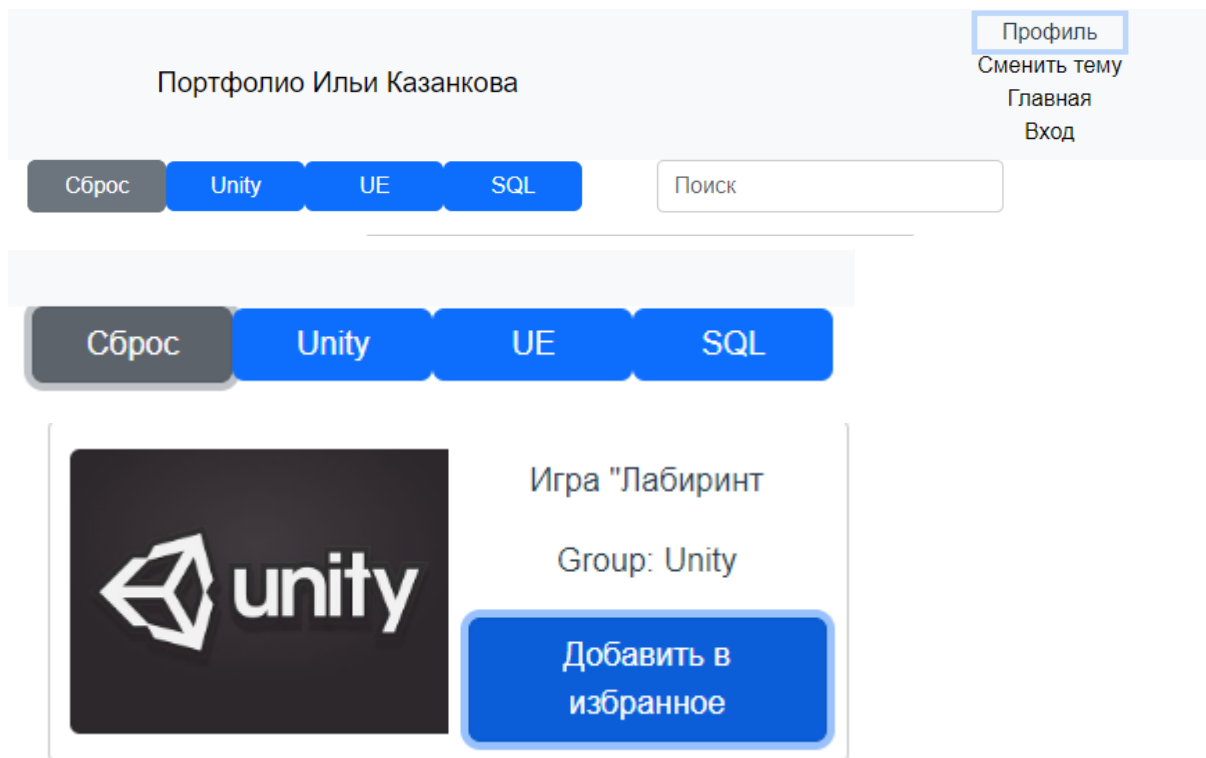 Профиль
Портфолио Ильи Казанкова
Сменить тему
Главная
Вход
Сброс Unity UE SQL Поиск
Сброс Unity UE SQL
unity
Игра "Лабиринт
Group: Unity
Добавить в
избранное